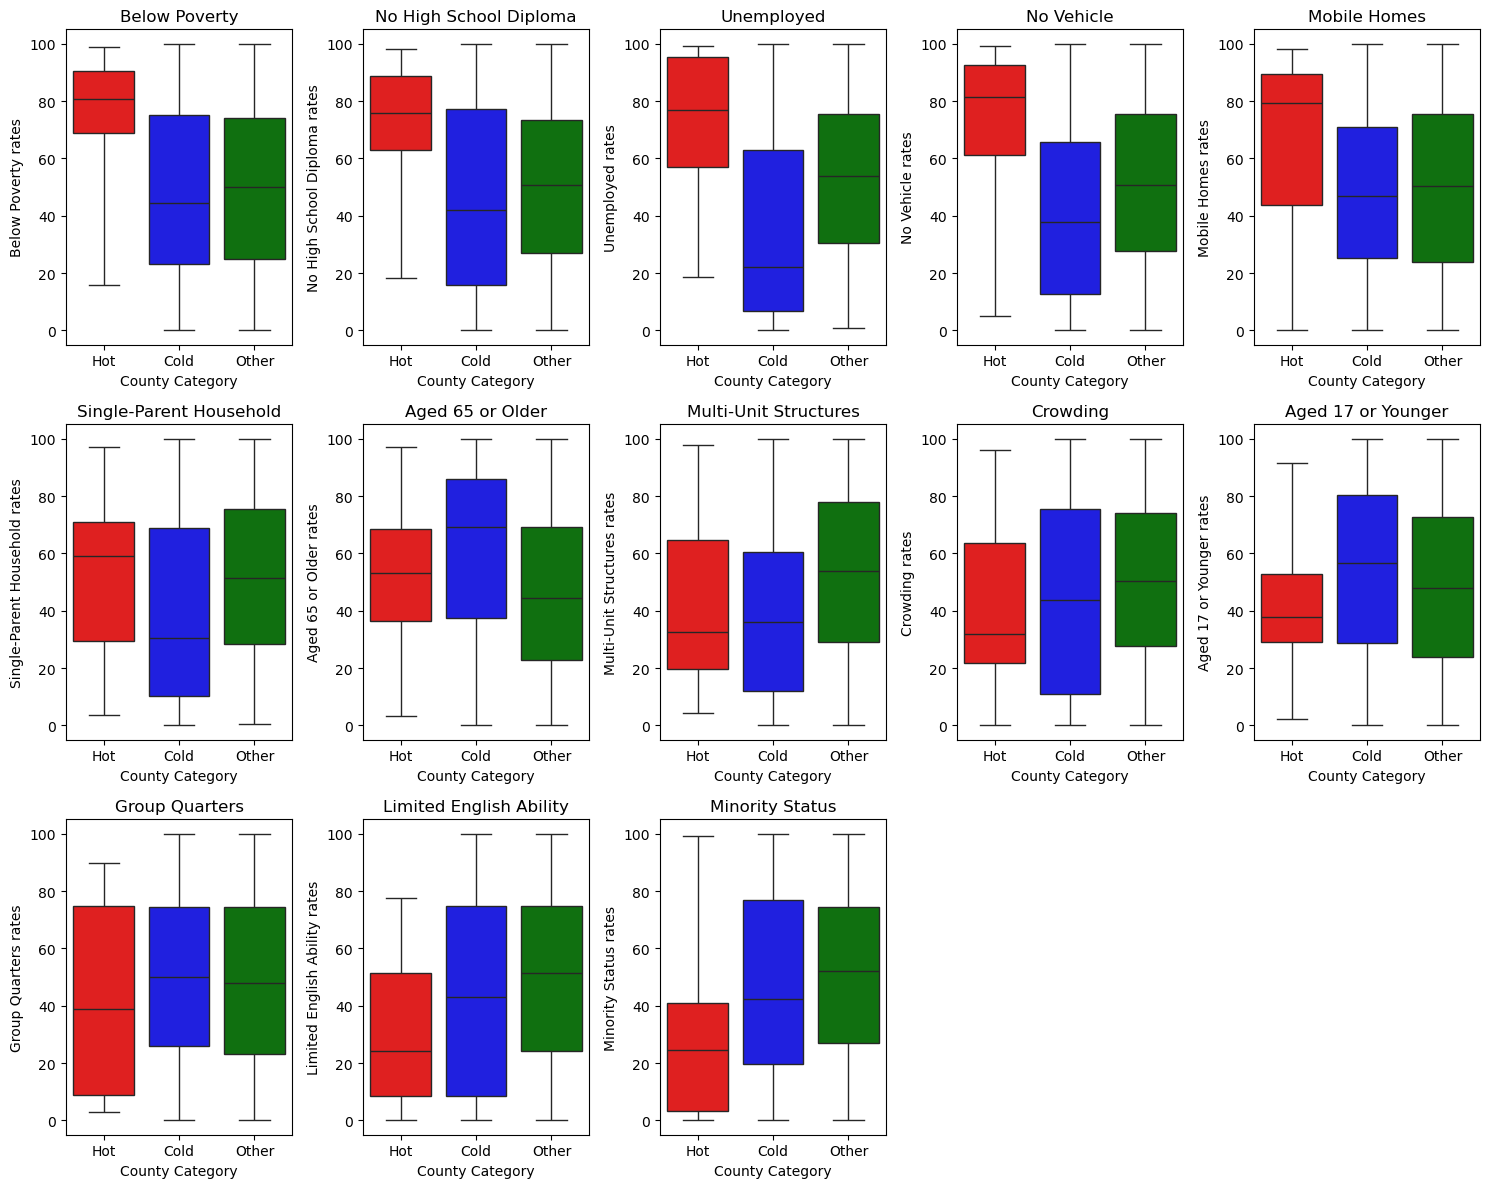 Below Poverty
No High School Diploma
Unemployed
No Vehicle
Mobile Homes
Below Poverty rates
100
80
60
40
20
0
Hot Cold Other
County Category
No High School Diploma rates
100
80
60
40
20
0
Hot Cold Other
County Category
Unemployed rates
100
80
60
40
20
0
Hot Cold Other
County Category
No Vehicle rates
100
80
60
40
20
0
Hot Cold Other
County Category
Mobile Homes rates
100
80
60
40
20
0
Hot Cold Other
County Category
Single-Parent Household
Aged 65 or Older
Multi-Unit Structures
Crowding
Aged 17 or Younger
Single-Parent Household rates
100
80
60
40
20
0
Hot Cold Other
County Category
Aged 65 or Older rates
100
80
60
40
20
0
Hot Cold Other
County Category
Multi-Unit Structures rates
100
80
60
40
20
0
Hot Cold Other
County Category
Crowding rates
100
80
60
40
20
0
Hot Cold Other
County Category
Aged 17 or Younger rates
100
80
60
40
20
0
Hot Cold Other
County Category
Group Quarters
Limited English Ability
Minority Status
Group Quarters rates
100
80
60
40
20
0
Hot Cold Other
County Category
Limited English Ability rates
100
80
60
40
20
0
Hot Cold Other
County Category
Minority Status rates
100
80
60
40
20
0
Hot Cold Other
County Category